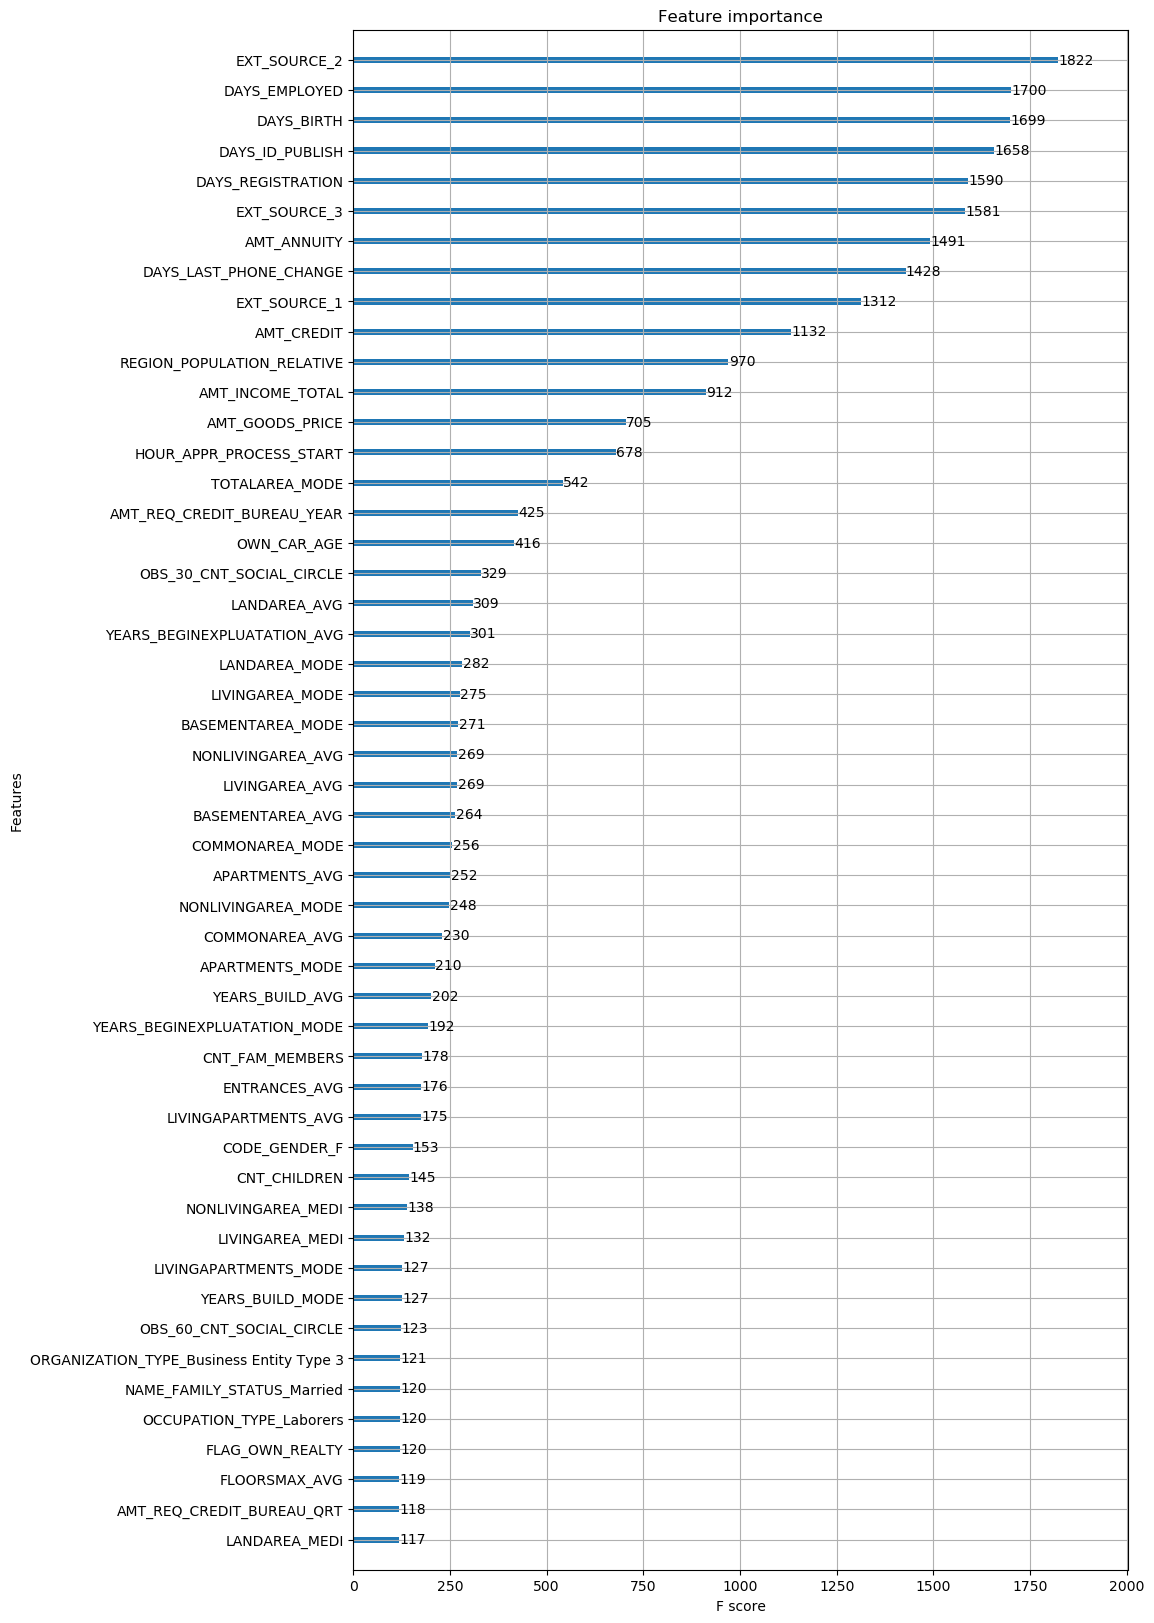 Feature importance
EXT_SOURCE_2 1822
DAYS_EMPLOYED 1700
DAYS_BIRTH 1699
DAYS_ID_PUBLISH 1658
DAYS_REGISTRATION 1590
EXT_SOURCE_3 1581
AMT_ANNUITY 1491
DAYS_LAST_PHONE_CHANGE 1428
EXT_SOURCE_1 1312
AMT_CREDIT 1132
REGION_POPULATION_RELATIVE 970
AMT_INCOME_TOTAL 912
AMT_GOODS_PRICE 705
HOUR_APPR_PROCESS_START 678
TOTALAREA_MODE 542
AMT_REQ_CREDIT_BUREAU_YEAR 425
OWN_CAR_AGE 416
OBS_30_CNT_SOCIAL_CIRCLE 329
LANDAREA_AVG 309
YEARS_BEGINEXPLUATATION_AVG 301
LANDAREA_MODE 282
LIVINGAREA_MODE 275
BASEMENTAREA_MODE 271
NONLIVINGAREA_AVG 269
LIVINGAREA_AVG 269
BASEMENTAREA_AVG 264
COMMONAREA_MODE 256
APARTMENTS_AVG 252
NONLIVINGAREA_MODE 248
COMMONAREA_AVG 230
APARTMENTS_MODE 210
YEARS_BUILD_AVG 202
YEARS_BEGINEXPLUATATION_MODE 192
CNT_FAM_MEMBERS 178
ENTRANCES_AVG 176
LIVINGAPARTMENTS_AVG 175
CODE_GENDER_F 153
CNT_CHILDREN 145
NONLIVINGAREA_MEDI 138
LIVINGAREA_MEDI 132
LIVINGAPARTMENTS_MODE 127
YEARS_BUILD_MODE 127
OBS_60_CNT_SOCIAL_CIRCLE 123
ORGANIZATION_TYPE_Business Entity Type 3 121
NAME_FAMILY_STATUS_Married 120
OCCUPATION_TYPE_Laborers 120
FLAG_OWN_REALTY 120
FLOORSMAX_AVG 119
AMT_REQ_CREDIT_BUREAU_QRT 118
LANDAREA_MEDI 117
Features
0 250 500 750 1000 1250 1500 1750 2000
F score